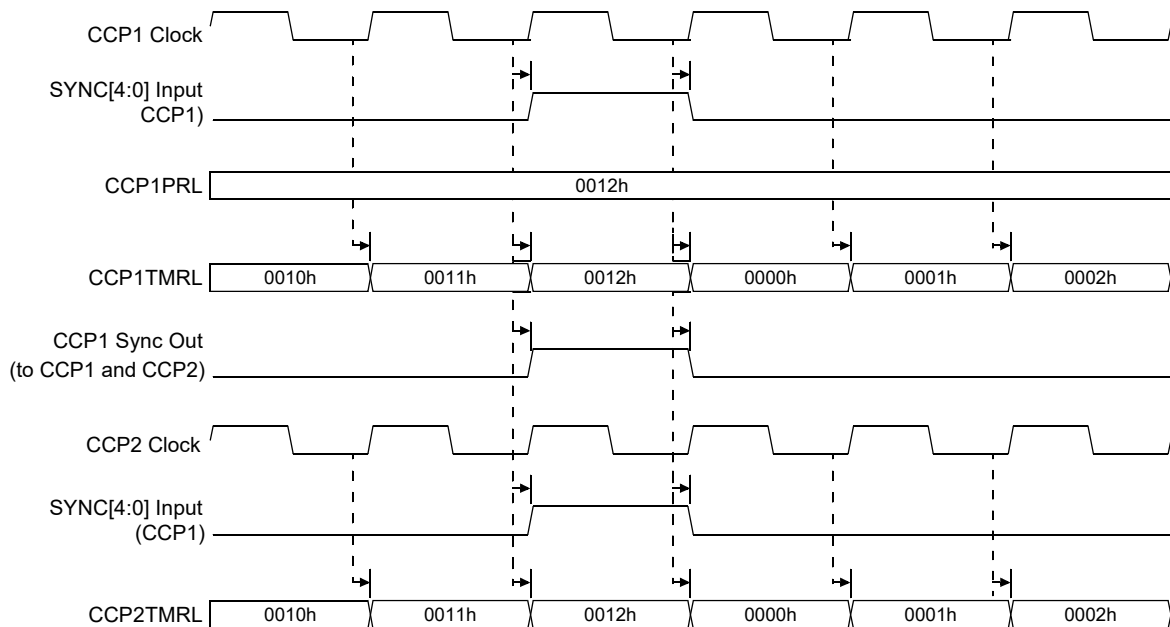 CCP1 Clock
SYNC[4:0] Input
CCP1)
CCP1PRL
0012h
CCP1TMRL
0010h 0011h 0012h 0000h 0001h 0002h
CCP1 Sync Out
(to CCP1 and CCP2)
CCP2 Clock
SYNC[4:0] Input
(CCP1)
CCP2TMRL
0010h 0011h 0012h 0000h 0001h 0002h